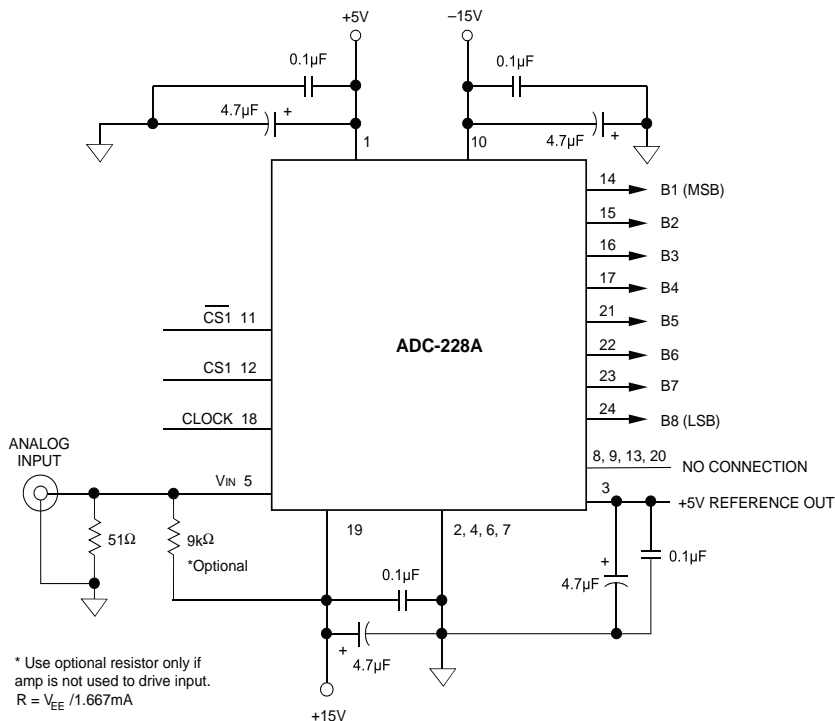 +5V
–15V
0.1µF
0.1µF
4.7µF
+
4.7µF
+
1
10
14
B1 (MSB)
15
B2
16
B3
17
B4
CS1 11
21
B5
ADC-228A
22
B6
CS1 12
23
B7
CLOCK 18
24
B8 (LSB)
ANALOG
INPUT
8, 9, 13, 20
NO CONNECTION
VIN 5
3
+5V REFERENCE OUT
51Ω
9kΩ
*Optional
19
2, 4, 6, 7
0.1µF
+
4.7µF
0.1µF
+
4.7µF
* Use optional resistor only if
amp is not used to drive input.
R = VEE /1.667mA
+15V